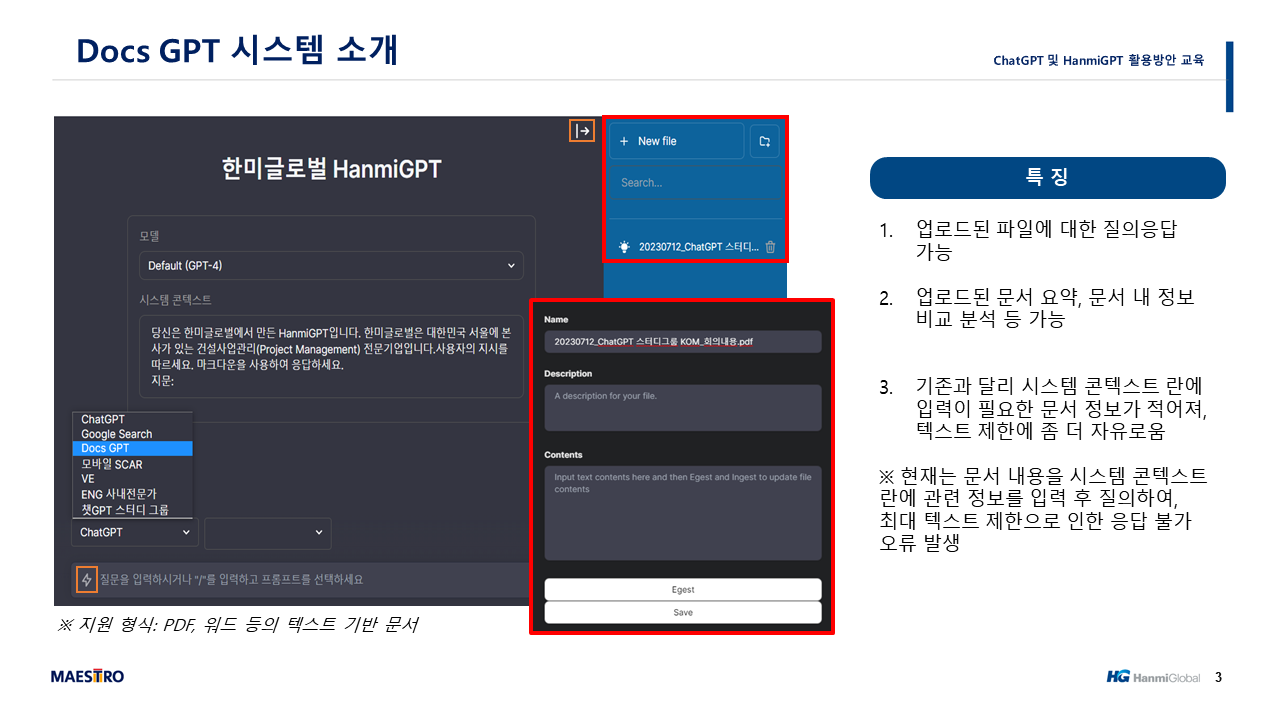 Docs GPT 시스템 소개
ChatGPT 및 HanmiGPT 활용방안 교육
한미글로벌 HanmiGPT
모델
Default (GPT-4)
시스템 콘텍스트
당신은 한미글로벌에서 만든 HanmiGPT입니다. 한미글로벌은 대한민국 서울에 본
사가 있는 건설사업관리(Project Management) 전문기업입니다.사용자의 지시를
따르세요. 마크다운을 사용하여 응답하세요.
지문:
ChatGPT
Google Search
Docs GPT
모바일 SCAR
VE
ENG 사내전문가
챗GPT 스터디 그룹
ChatGPT
질문을 입력하시거나 "/"를 입력하고 프롬프트를 선택하세요
+ New file
Search...
20230712_ChatGPT 스터디...
Name
20230712_ChatGPT 스터디그룹 KOM_회의내용.pdf
Description
A description for your file.
Contents
Input text contents here and then Egest and Ingest to update file
contents
Egest
Save
※ 지원 형식: PDF, 워드 등의 텍스트 기반 문서
특 징
1. 업로드된 파일에 대한 질의응답
가능
2. 업로드된 문서 요약, 문서 내 정보
비교 분석 등 가능
3. 기존과 달리 시스템 콘텍스트 란에
입력이 필요한 문서 정보가 적어져,
텍스트 제한에 좀 더 자유로움
※ 현재는 문서 내용을 시스템 콘텍스트
란에 관련 정보를 입력 후 질의하여,
최대 텍스트 제한으로 인한 응답 불가
오류 발생
MAESTRO
HG HanmiGlobal
3